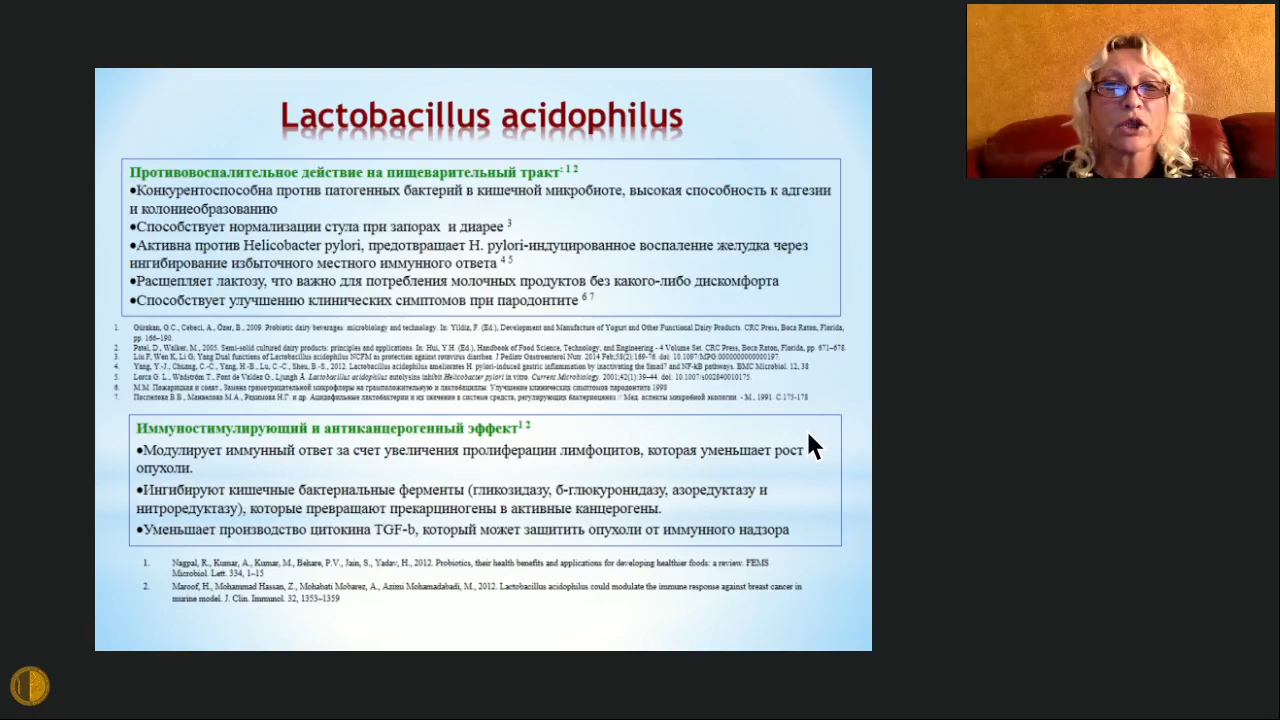 Lactobacillus acidophilus
Противовоспалительное действие на пищеварительный тракт: 1 2
•Конкурентоспособна против патогенных бактерий в кишечной микробиоте, высокая способность к адгезии
и колониеобразованию
•Способствует нормализации стула при запорах и диарее 3
•Активна против Helicobacter pylori, предотвращает H. pylori-индуцированное воспаление желудка через
ингибирование избыточного местного иммунного ответа 4 5
•Расщепляет лактозу, что важно для потребления молочных продуктов без какого-либо дискомфорта
•Способствует улучшению клинических симптомов при пародонтите 6 7
1. Gürakan, G.C., Cebeci, A., Özer, B., 2009. Probiotic dairy beverages: microbiology and technology. In: Yildiz, F. (Ed.), Development and Manufacture of Yogurt and Other Functional Dairy Products. CRC Press, Boca Raton, Florida,
pp. 166–190.
2. Patel, D., Walker, M., 2005. Semi-solid cultured dairy products: principles and applications. In: Hui, Y.H. (Ed.), Handbook of Food Science, Technology, and Engineering - 4 Volume Set. CRC Press, Boca Raton, Florida, pp. 671–678.
3. Liu F, Wen K, Li G, Yang Dual functions of Lactobacillus acidophilus NCFM as protection against rotavirus diarrhea. J Pediatr Gastroenterol Nutr. 2014 Feb;58(2):169-76. doi: 10.1097/MPG.0000000000000197.
4. Yang, Y.-J., Chuang, C.-C., Yang, H.-B., Lu, C.-C., Sheu, B.-S., 2012. Lactobacillus acidophilus ameliorates H. pylori-induced gastric inflammation by inactivating the Smad7 and NF-kB pathways. BMC Microbiol. 12, 38
5. Lorca G. L., Wadström T., Font de Valdez G., Ljungh A. Lactobacillus acidophilus autolysins inhibit Helicobacter pylori in vitro. Current Microbiology. 2001;42(1):39–44. doi: 10.1007/s002840010175.
6. М.М. Пожарицкая и соавт., Замена грамотрицательной микрофлоры на грамположительную и лактобациллы. Улучшение клинических симптомов пародонтита 1998
7. Поспелова В.В., Манвелова М.А., Рахимова Н.Г. и др. Ацидофильные лактобактерии и их значение в системе средств, регулирующих бактериоценоз // Мед. аспекты микробной экологии. - М., 1991. С.175-178
Иммуностимулирующий и антиканцерогенный эффект1 2
•Модулирует иммунный ответ за счет увеличения пролиферации лимфоцитов, которая уменьшает рост
опухоли.
•Ингибируют кишечные бактериальные ферменты (гликозидазу, б-глюкуронидазу, азоредуктазу и
нитроредуктазу), которые превращают прекарциногены в активные канцерогены.
•Уменьшает производство цитокина TGF-b, который может защитить опухоли от иммунного надзора
1. Nagpal, R., Kumar, A., Kumar, M., Behare, P.V., Jain, S., Yadav, H., 2012. Probiotics, their health benefits and applications for developing healthier foods: a review. FEMS
Microbiol. Lett. 334, 1–15
2. Maroof, H., Mohammad Hassan, Z., Mobabati Mobarez, A., Azimi Mohamadabadi, M., 2012. Lactobacillus acidophilus could modulate the immune response against breast cancer in
murine model. J. Clin. Immunol. 32, 1353–1359